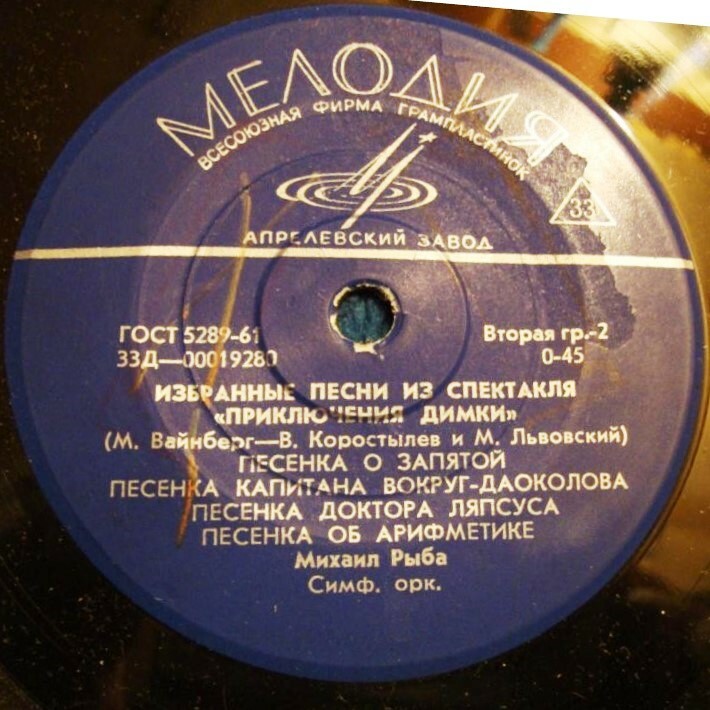 МЕЛОДИЯ
ВСЕСОЮЗНАЯ ФИРМА ГРАМПЛАСТИНОК
33
АПРЕЛЕВСКИЙ ЗАВОД
ГОСТ 5289-61 Вторая гр.-2
33Д—00019280 0-45
ИЗБРАННЫЕ ПЕСНИ ИЗ СПЕКТАКЛЯ
«ПРИКЛЮЧЕНИЯ ДИМКИ»
(М. Вайнберг—В. Коростылев и М. Львовский)
ПЕСЕНКА О ЗАПЯТОЙ
ПЕСЕНКА КАПИТАНА ВОКРУГ-ДАОКОЛОВА
ПЕСЕНКА ДОКТОРА ЛЯПСУСА
ПЕСЕНКА ОБ АРИФМЕТИКЕ
Михаил Рыба
Симф. орк.